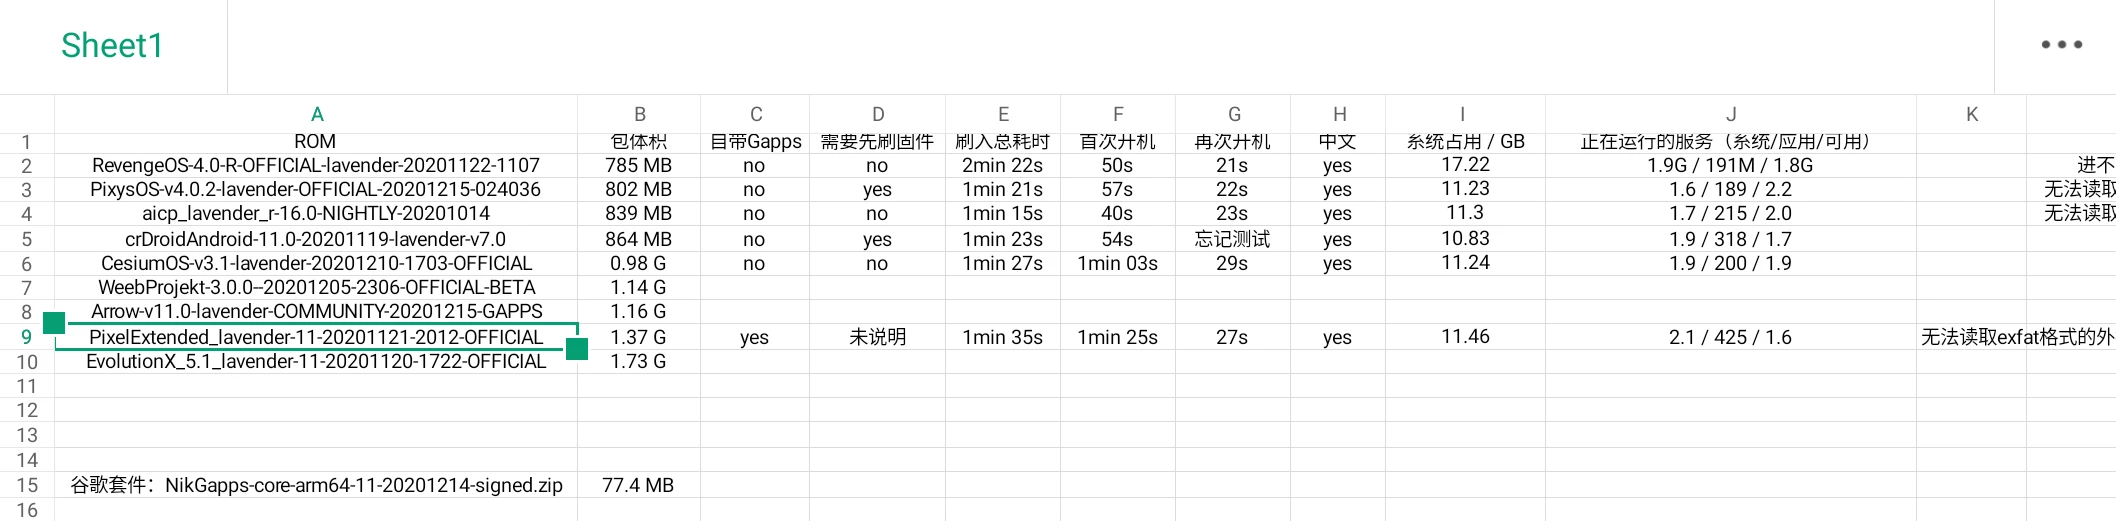 Sheet1
A B C D E F G H I J K
1 ROM 包体积 自带Gapps 需要先刷固件 刷入总耗时 首次开机 再次开机 中文 系统占用 / GB 正在运行的服务（系统/应用/可用）
2 RevengeOS-4.0-R-OFFICIAL-lavender-20201122-1107 785 MB no no 2min 22s 50s 21s yes 17.22 1.9G / 191M / 1.8G 进不
3 PixysOS-v4.0.2-lavender-OFFICIAL-20201215-024036 802 MB no yes 1min 21s 57s 22s yes 11.23 1.6 / 189 / 2.2 无法读取
4 aicp_lavender_r-16.0-NIGHTLY-20201014 839 MB no no 1min 15s 40s 23s yes 11.3 1.7 / 215 / 2.0 无法读取
5 crDroidAndroid-11.0-20201119-lavender-v7.0 864 MB no yes 1min 23s 54s 忘记测试 yes 10.83 1.9 / 318 / 1.7
6 CesiumOS-v3.1-lavender-20201210-1703-OFFICIAL 0.98 G no no 1min 27s 1min 03s 29s yes 11.24 1.9 / 200 / 1.9
7 WeebProjekt-3.0.0--20201205-2306-OFFICIAL-BETA 1.14 G
8 Arrow-v11.0-lavender-COMMUNITY-20201215-GAPPS 1.16 G
9 PixelExtended_lavender-11-20201121-2012-OFFICIAL 1.37 G yes 未说明 1min 35s 1min 25s 27s yes 11.46 2.1 / 425 / 1.6 无法读取exfat格式的外
10 EvolutionX_5.1_lavender-11-20201120-1722-OFFICIAL 1.73 G
11
12
13
14
15 谷歌套件：NikGapps-core-arm64-11-20201214-signed.zip 77.4 MB
16